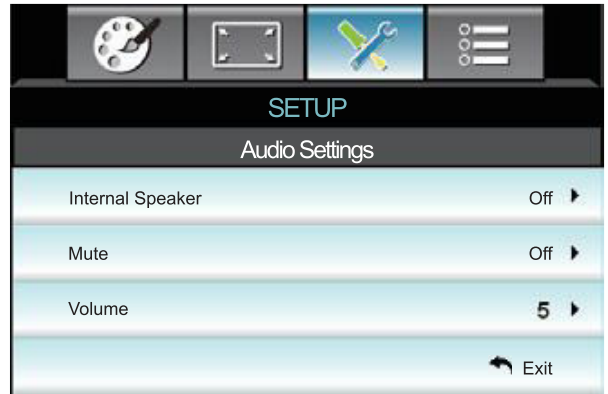 SETUP
Audio Settings
Internal Speaker Off
Mute Off
Volume 5
Exit